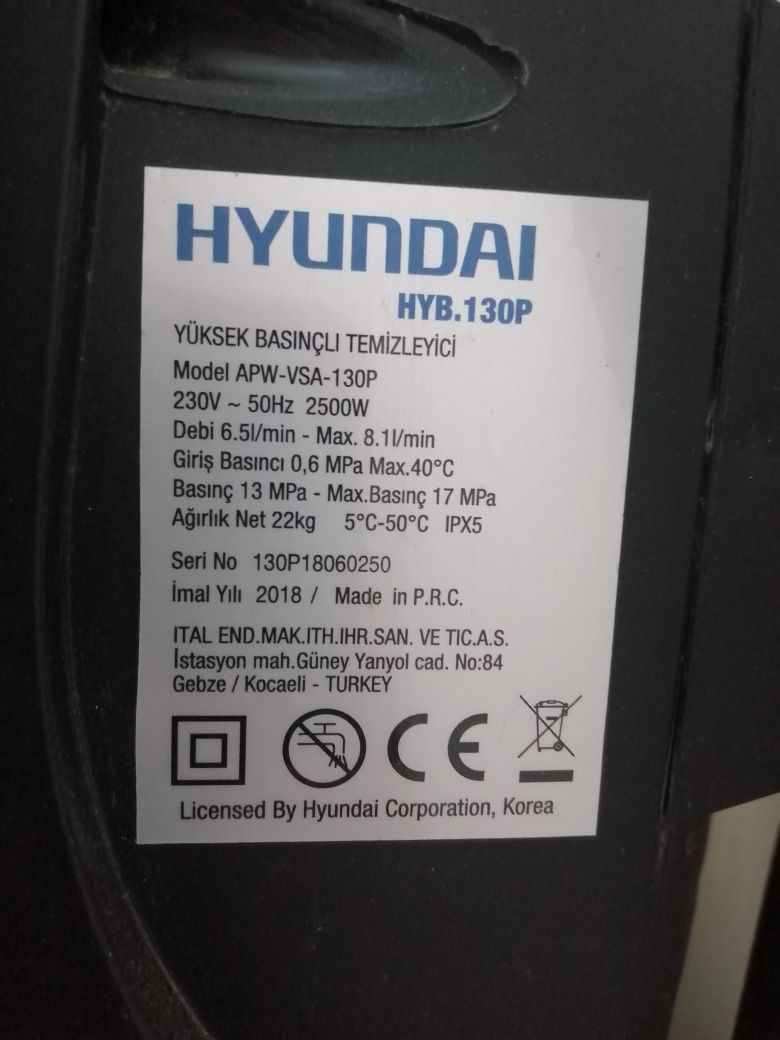 HYUNDAI
HYB.130P
YÜKSEK BASINÇLI TEMİZLEYİCİ
Model APW-VSA-130P
230V ~ 50Hz 2500W
Debi 6.5l/min - Max. 8.1l/min
Giriş Basıncı 0,6 MPa Max.40°C
Basınç 13 MPa - Max.Basınç 17 MPa
Ağırlık Net 22kg 5°C-50°C IPX5
Seri No 130P18060250
İmal Yılı 2018 / Made in P.R.C.
ITAL END.MAK.ITH.IHR.SAN. VE TIC.A.S.
İstasyon mah.Güney Yanyol cad. No:84
Gebze / Kocaeli - TURKEY
CE
Licensed By Hyundai Corporation, Korea